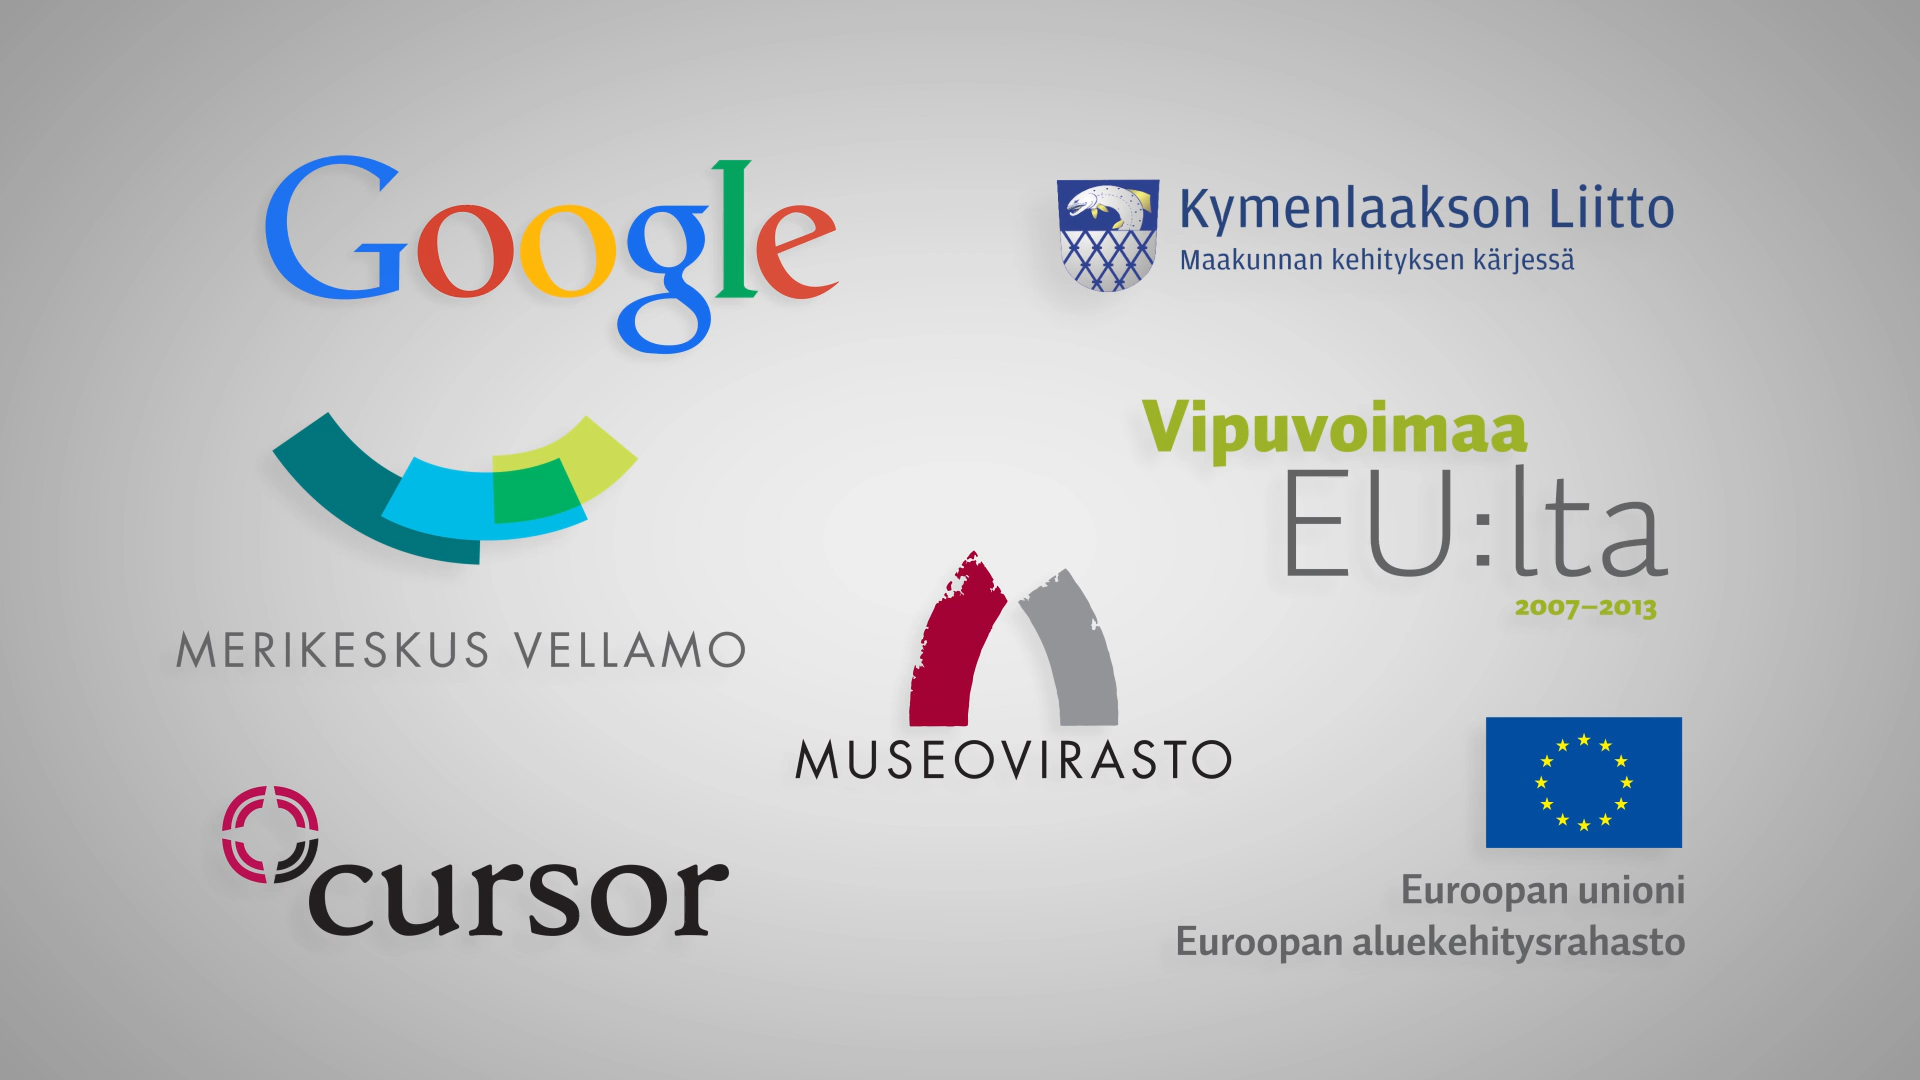 Google
Kymenlaakson Liitto
Maakunnan kehityksen kärjessä
Vipuvoimaa
EU:lta
2007–2013
MERIKESKUS VELLAMO
MUSEOVIRASTO
cursor
Euroopan unioni
Euroopan aluekehitysrahasto